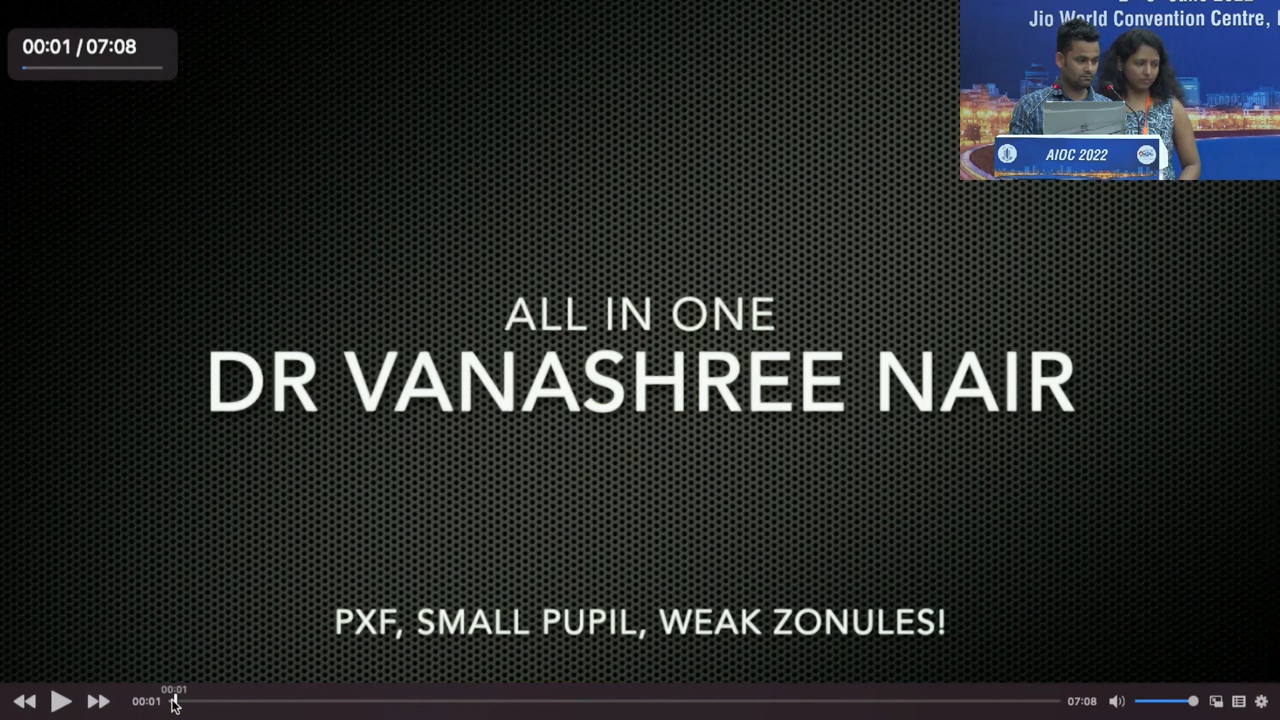 00:01 / 07:08
Jio World Convention Centre,
AIOC 2022
ALL IN ONE
DR VANASHREE NAIR
PXF, SMALL PUPIL, WEAK ZONULES!
00:01
00:01
07:08